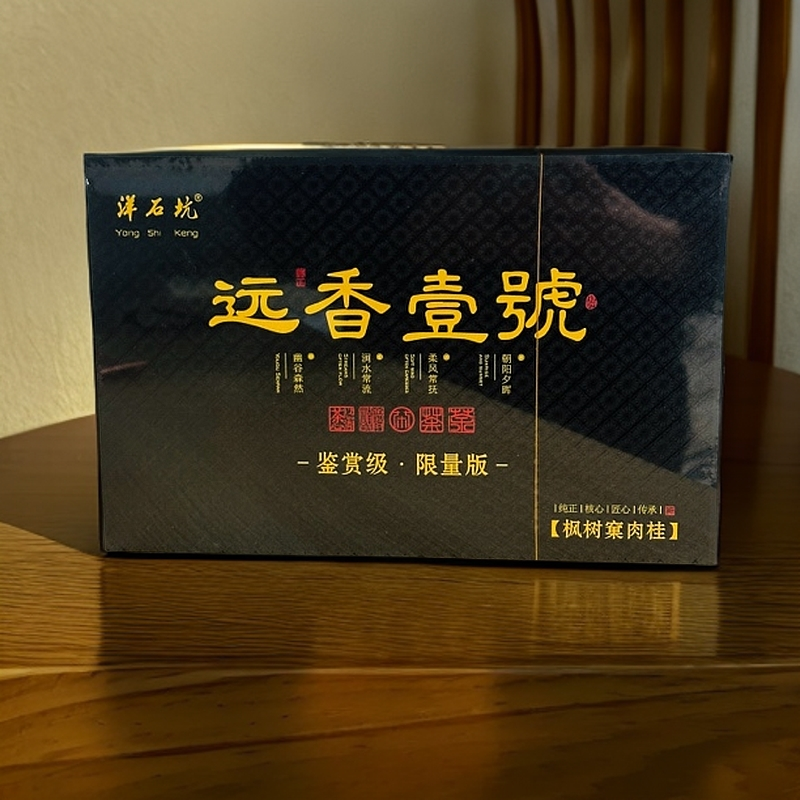 洋石坑®
Yang Shi Keng
远香壹號
幽谷森然
涧水常流
柔风常抚
朝阳夕晖
-鉴赏级·限量版-
|纯正|核心|匠心|传承|
【枫树窠肉桂】